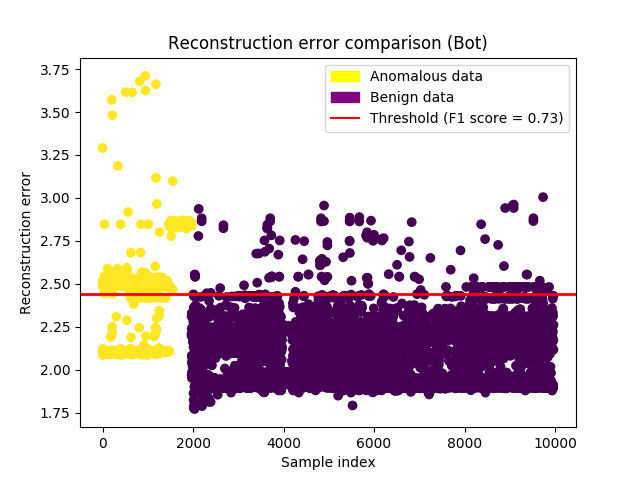 Reconstruction error comparison (Bot)
Anomalous data
Benign data
Threshold (F1 score = 0.73)
Reconstruction error
3.75
3.50
3.25
3.00
2.75
2.50
2.25
2.00
1.75
0
2000
4000
6000
8000
10000
Sample index